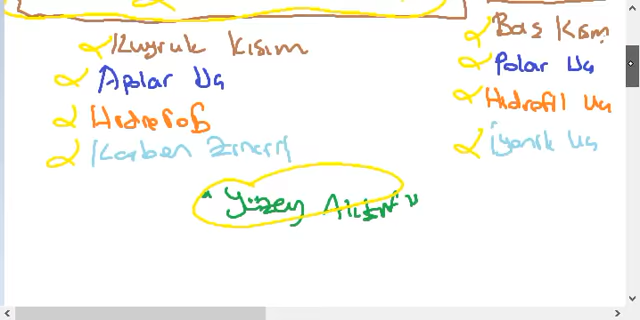 Kuyruk Kısım
Apolar Uç
Hidrofob
Karbon Zinciri
Baş Kısım
Polar Uç
Hidrofil Uç
İyonik Uç
"Yüzey Aktif"